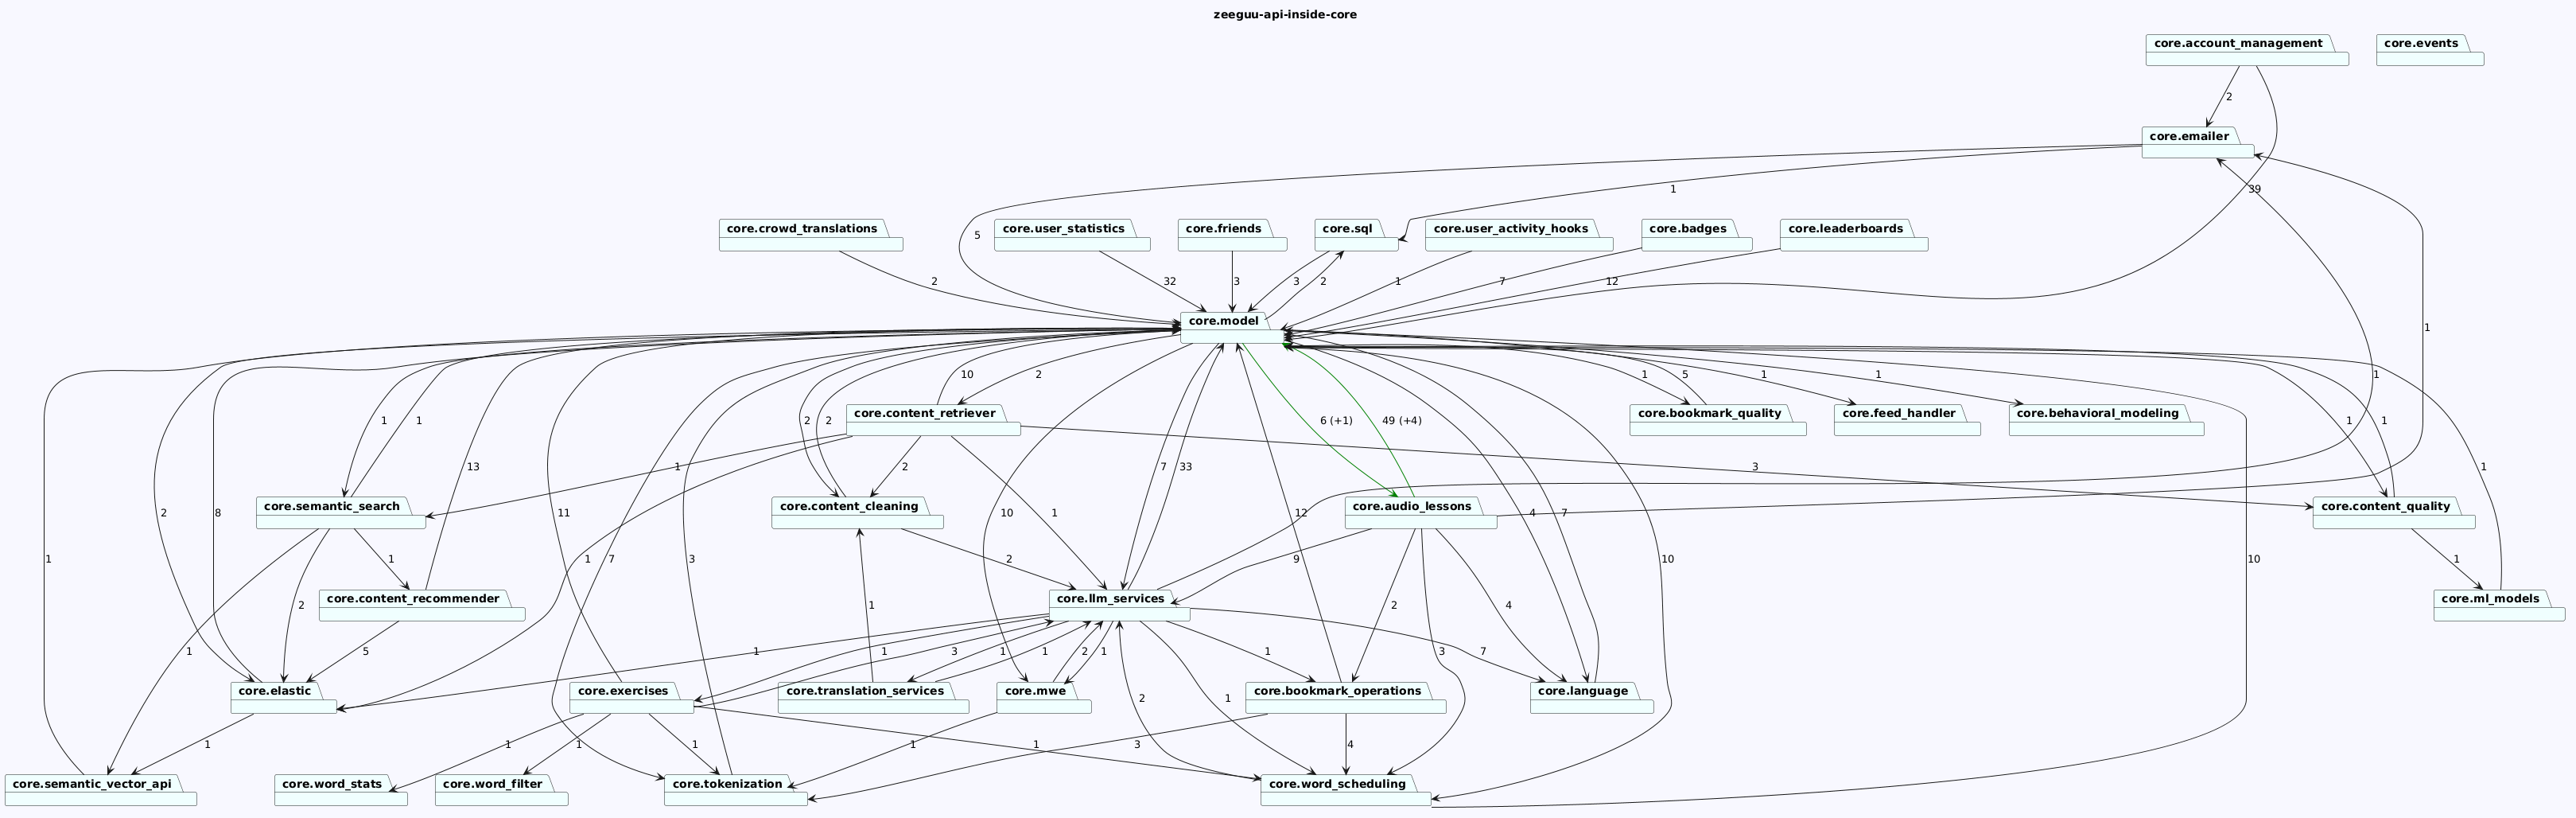 zeeguu-api-inside-core
core.account_management
core.events
2
core.emailer
39
1
core.crowd_translations
core.user_statistics
core.friends
core.sql
core.user_activity_hooks
core.badges
core.leaderboards
5
2
32
3
3
2
1
7
12
core.model
1
1
10
2
1
5
1
1
1
core.content_retriever
core.bookmark_quality
core.feed_handler
core.behavioral_modeling
1
1
2
2
6 (+1)
49 (+4)
1
1
13
1
2
7
33
3
1
core.semantic_search
core.content_cleaning
core.audio_lessons
core.content_quality
2
8
11
1
10
12
4
7
1
1
1
7
3
2
9
10
10
1
core.content_recommender
core.llm_services
core.ml_models
2
1
4
1
5
1
1
3
1
1
2
1
1
2
3
7
core.elastic
core.exercises
core.translation_services
core.mwe
core.bookmark_operations
core.language
2
1
1
1
1
1
1
1
3
4
core.semantic_vector_api
core.word_stats
core.word_filter
core.tokenization
core.word_scheduling